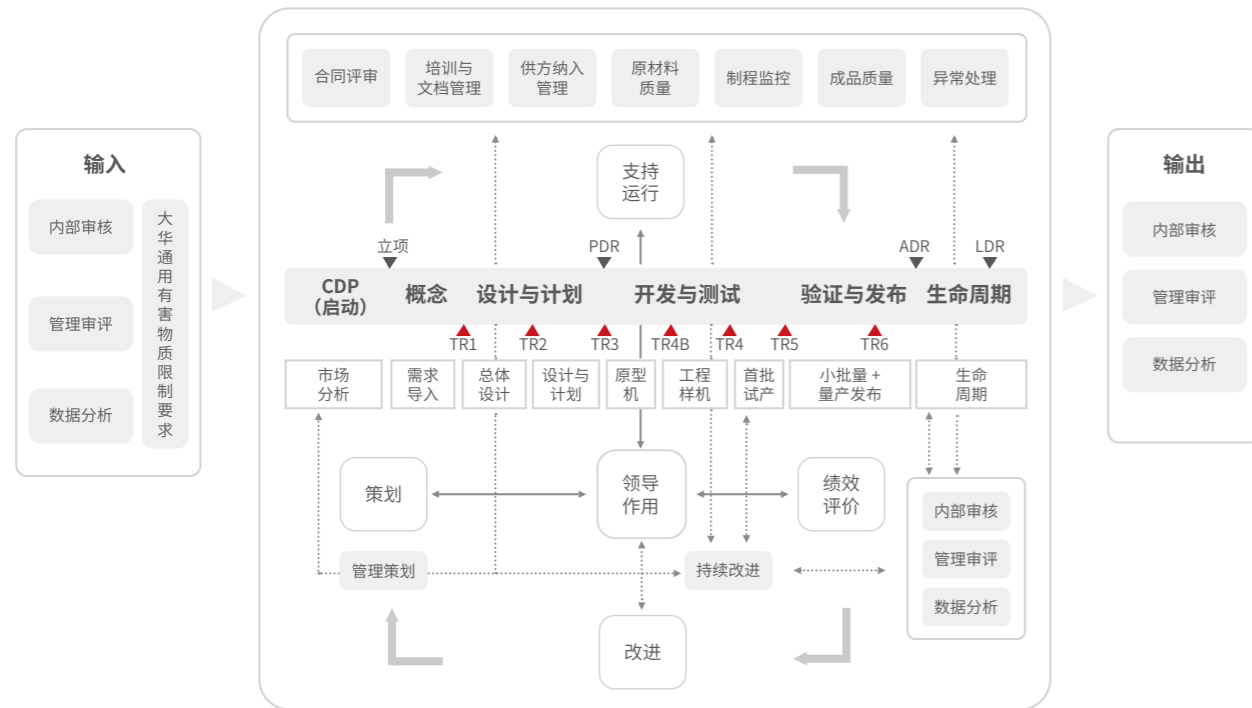 输入
内部审核
管理审评
数据分析
大华通用有害物质限制要求
合同评审
培训与
文档管理
供方纳入
管理
原材料
质量
制程监控
成品质量
异常处理
支持
运行
立项
PDR
ADR
LDR
CDP
（启动）
概念
设计与计划
开发与测试
验证与发布
生命周期
TR1
TR2
TR3
TR4B
TR4
TR5
TR6
市场
分析
需求
导入
总体
设计
设计与
计划
原型
机
工程
样机
首批
试产
小批量 +
量产发布
生命
周期
策划
领导
作用
绩效
评价
管理策划
持续改进
改进
内部审核
管理审评
数据分析
输出
内部审核
管理审评
数据分析